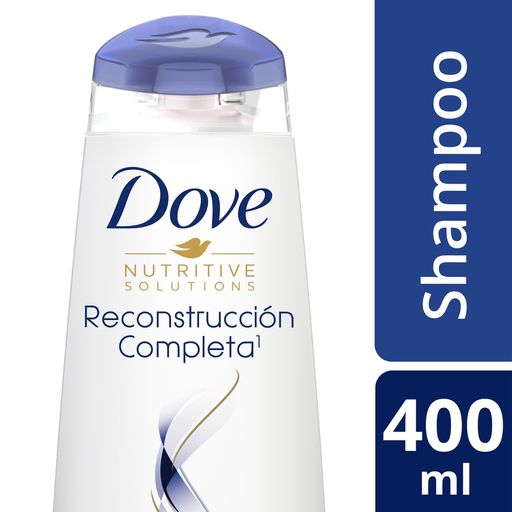 Dove
NUTRITIVE
SOLUTIONS
Reconstrucción
Completa¹
Shampoo
400
ml